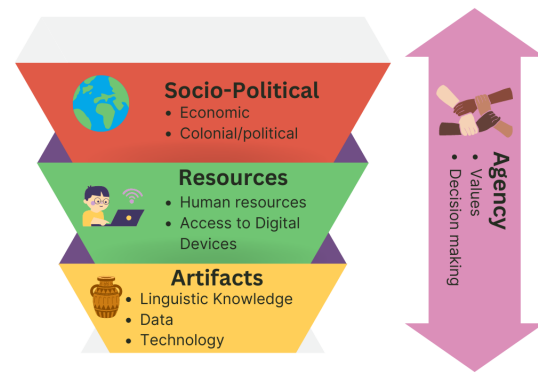 Socio-Political
• Economic
• Colonial/political
Resources
• Human resources
• Access to Digital
Devices
Artifacts
• Linguistic Knowledge
• Data
• Technology
Agency
• Values
• Decision making